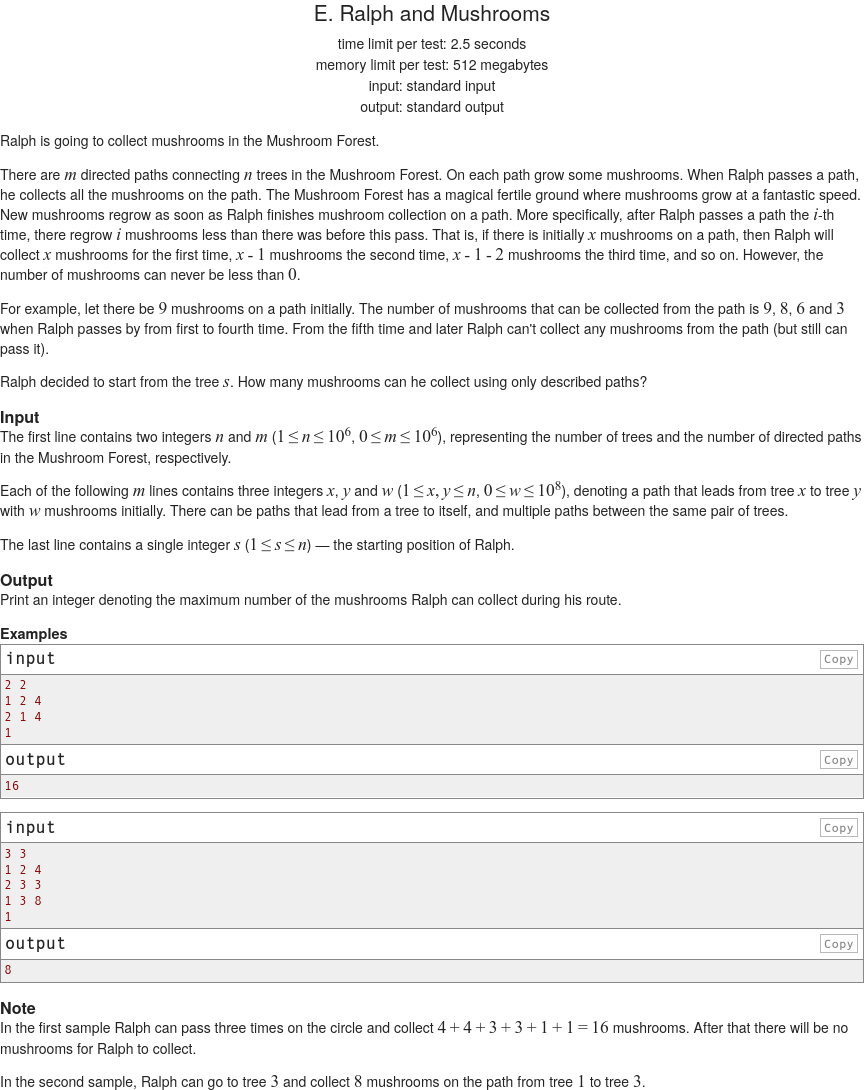 E. Ralph and Mushrooms
time limit per test: 2.5 seconds
memory limit per test: 512 megabytes
input: standard input
output: standard output
Ralph is going to collect mushrooms in the Mushroom Forest.
There are m directed paths connecting n trees in the Mushroom Forest. On each path grow some mushrooms. When Ralph passes a path,
he collects all the mushrooms on the path. The Mushroom Forest has a magical fertile ground where mushrooms grow at a fantastic speed.
New mushrooms regrow as soon as Ralph finishes mushroom collection on a path. More specifically, after Ralph passes a path the i-th
time, there regrow i mushrooms less than there was before this pass. That is, if there is initially x mushrooms on a path, then Ralph will
collect x mushrooms for the first time, x - 1 mushrooms the second time, x - 1 - 2 mushrooms the third time, and so on. However, the
number of mushrooms can never be less than 0.
For example, let there be 9 mushrooms on a path initially. The number of mushrooms that can be collected from the path is 9, 8, 6 and 3
when Ralph passes by from first to fourth time. From the fifth time and later Ralph can't collect any mushrooms from the path (but still can
pass it).
Ralph decided to start from the tree s. How many mushrooms can he collect using only described paths?
Input
The first line contains two integers n and m (1 ≤ n ≤ 10⁶, 0 ≤ m ≤ 10⁶), representing the number of trees and the number of directed paths
in the Mushroom Forest, respectively.
Each of the following m lines contains three integers x, y and w (1 ≤ x, y ≤ n, 0 ≤ w ≤ 10⁸), denoting a path that leads from tree x to tree y
with w mushrooms initially. There can be paths that lead from a tree to itself, and multiple paths between the same pair of trees.
The last line contains a single integer s (1 ≤ s ≤ n) — the starting position of Ralph.
Output
Print an integer denoting the maximum number of the mushrooms Ralph can collect during his route.
Examples
input Copy
2 2
1 2 4
2 1 4
1
output Copy
16
input Copy
3 3
1 2 4
2 3 3
1 3 8
1
output Copy
8
Note
In the first sample Ralph can pass three times on the circle and collect 4 + 4 + 3 + 3 + 1 + 1 = 16 mushrooms. After that there will be no
mushrooms for Ralph to collect.
In the second sample, Ralph can go to tree 3 and collect 8 mushrooms on the path from tree 1 to tree 3.